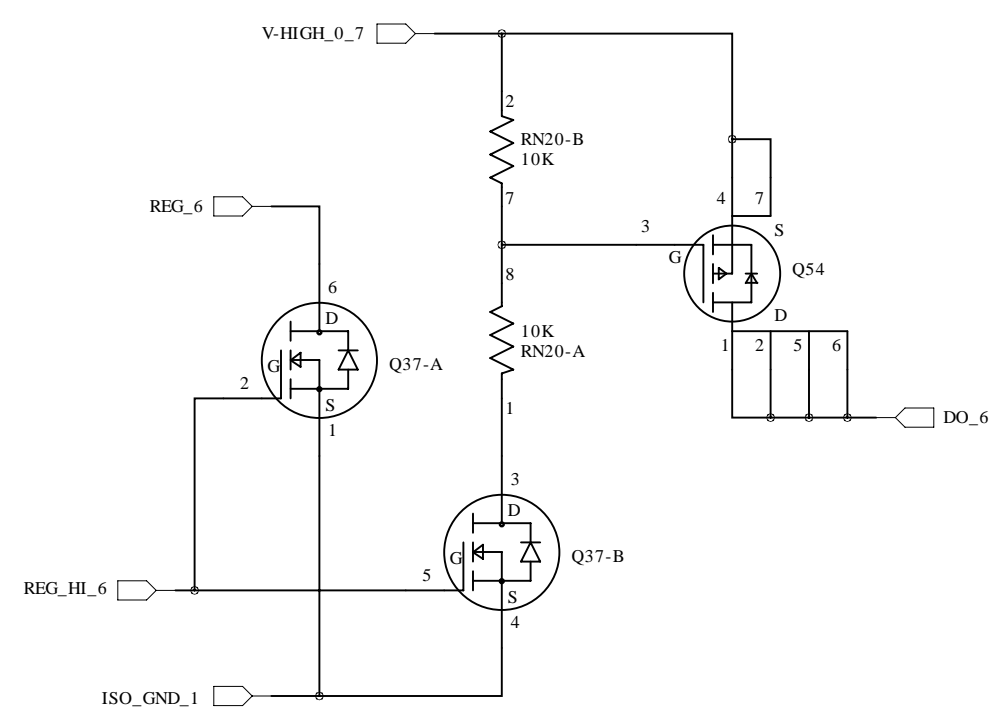 V-HIGH_0_7
2
RN20-B
10K
7
REG_6
4
7
3
S
G
Q54
8
6
D
D
10K
RN20-A
1
2
5
6
G
Q37-A
2
S
1
1
DO_6
3
D
G
Q37-B
5
REG_HI_6
S
4
ISO_GND_1